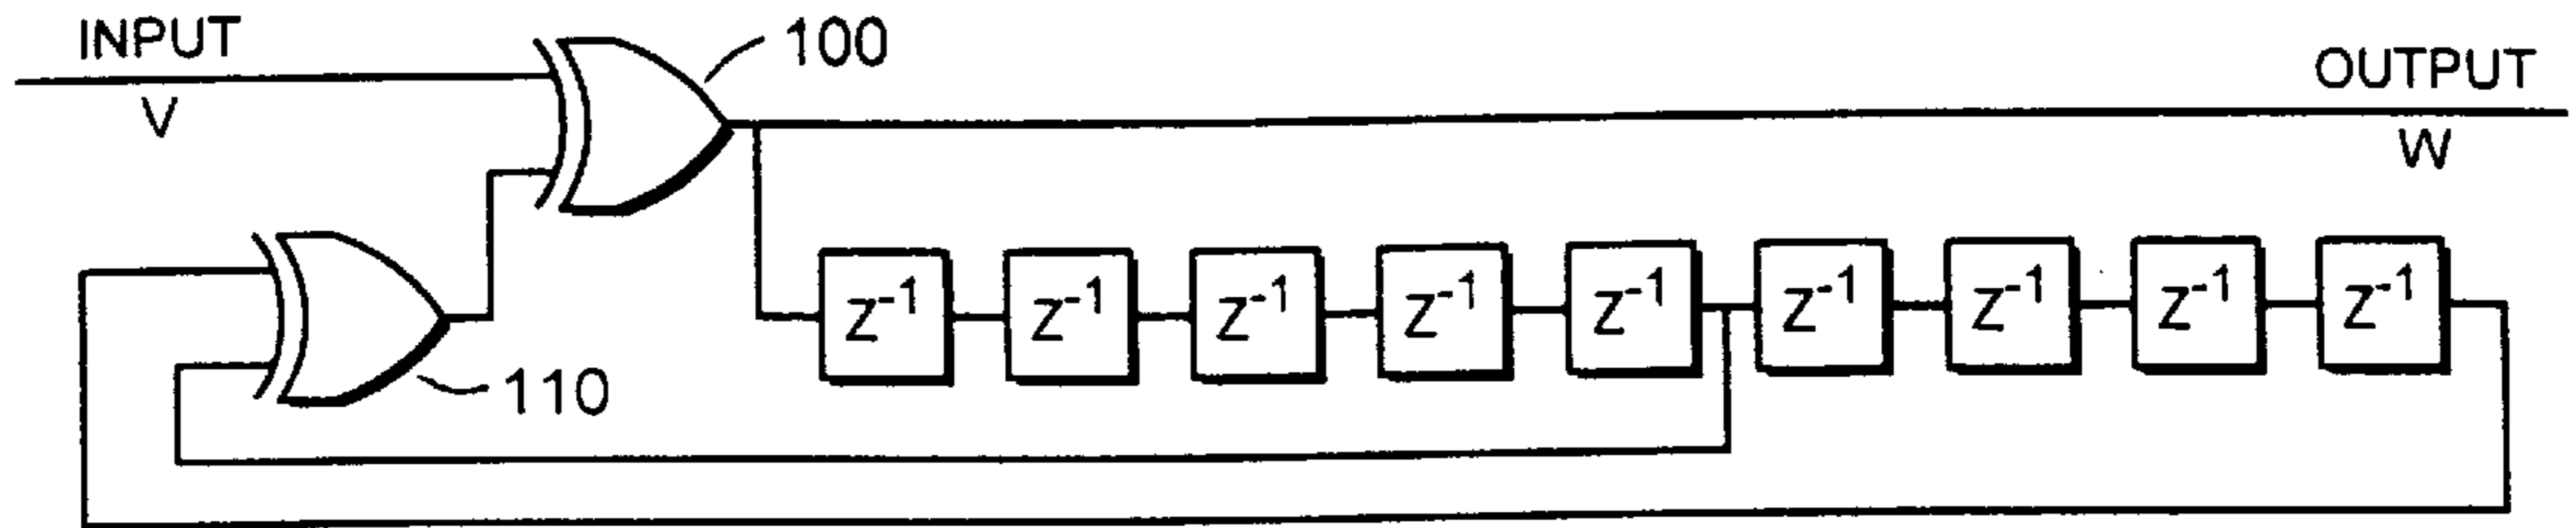 INPUT
100
OUTPUT
V
W
Z⁻¹ Z⁻¹ Z⁻¹ Z⁻¹ Z⁻¹ Z⁻¹ Z⁻¹ Z⁻¹ Z⁻¹
110